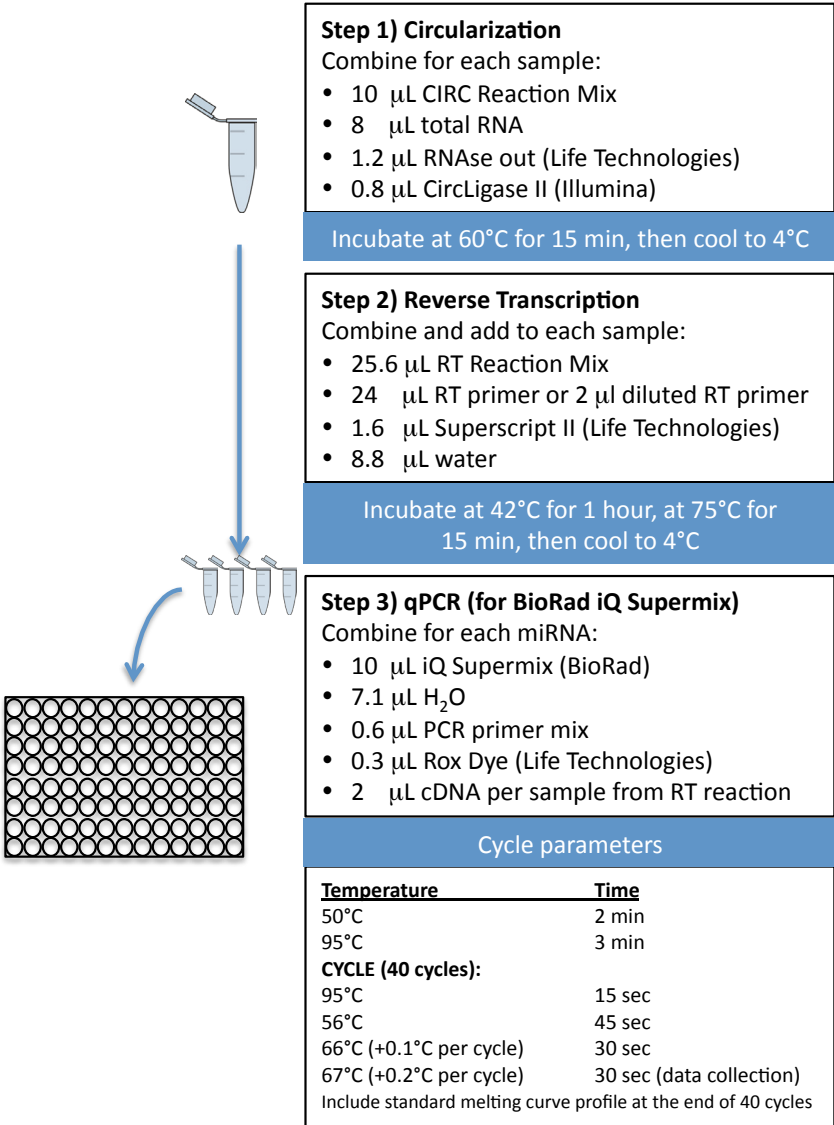 Step 1) Circularization
Combine for each sample:
• 10 μL CIRC Reaction Mix
• 8 μL total RNA
• 1.2 μL RNAse out (Life Technologies)
• 0.8 μL CircLigase II (Illumina)
Incubate at 60°C for 15 min, then cool to 4°C
Step 2) Reverse Transcription
Combine and add to each sample:
• 25.6 μL RT Reaction Mix
• 24 μL RT primer or 2 μl diluted RT primer
• 1.6 μL Superscript II (Life Technologies)
• 8.8 μL water
Incubate at 42°C for 1 hour, at 75°C for
15 min, then cool to 4°C
Step 3) qPCR (for BioRad iQ Supermix)
Combine for each miRNA:
• 10 μL iQ Supermix (BioRad)
• 7.1 μL H₂O
• 0.6 μL PCR primer mix
• 0.3 μL Rox Dye (Life Technologies)
• 2 μL cDNA per sample from RT reaction
Cycle parameters
Temperature Time
50°C 2 min
95°C 3 min
CYCLE (40 cycles):
95°C 15 sec
56°C 45 sec
66°C (+0.1°C per cycle) 30 sec
67°C (+0.2°C per cycle) 30 sec (data collection)
Include standard melting curve profile at the end of 40 cycles